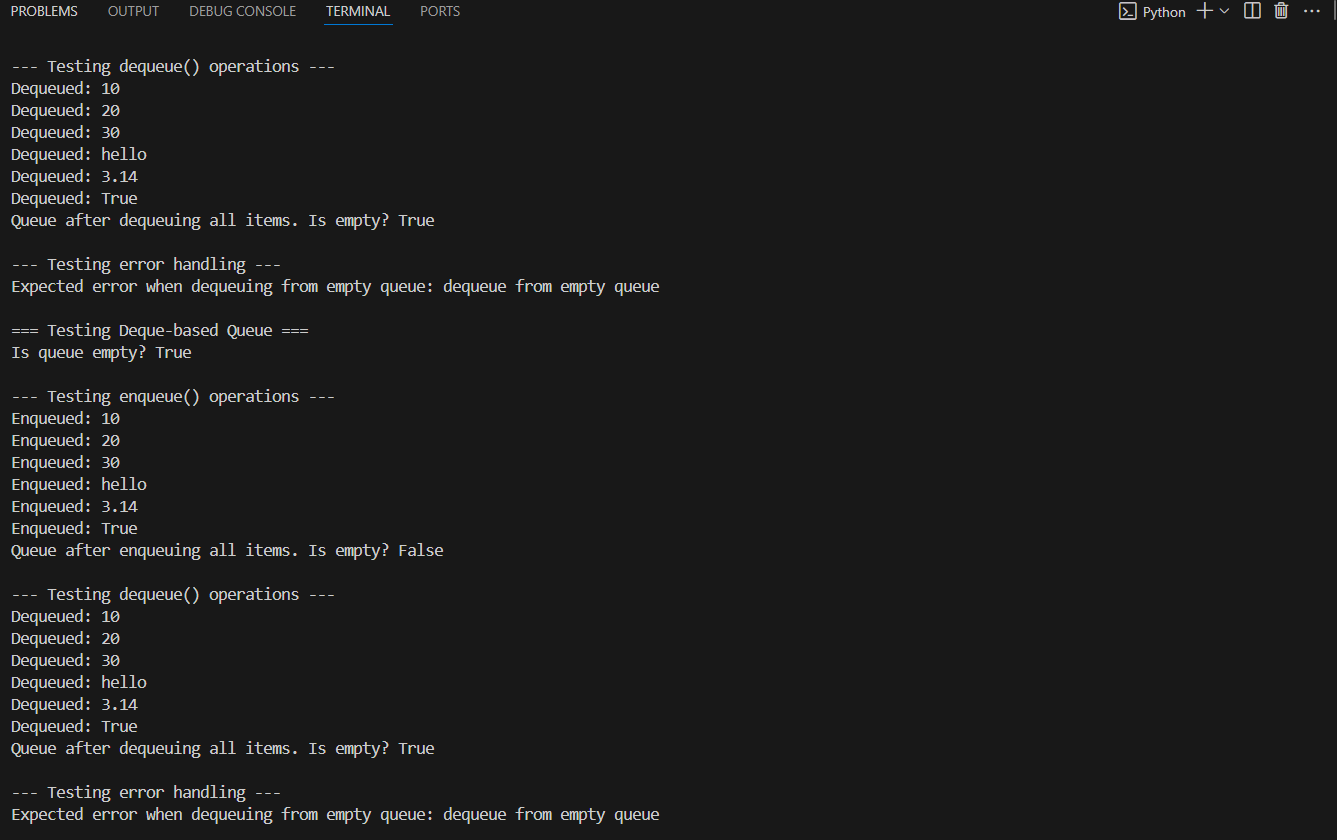 PROBLEMS OUTPUT DEBUG CONSOLE TERMINAL PORTS Python
--- Testing dequeue() operations ---
Dequeued: 10
Dequeued: 20
Dequeued: 30
Dequeued: hello
Dequeued: 3.14
Dequeued: True
Queue after dequeuing all items. Is empty? True
--- Testing error handling ---
Expected error when dequeuing from empty queue: dequeue from empty queue
=== Testing Deque-based Queue ===
Is queue empty? True
--- Testing enqueue() operations ---
Enqueued: 10
Enqueued: 20
Enqueued: 30
Enqueued: hello
Enqueued: 3.14
Enqueued: True
Queue after enqueuing all items. Is empty? False
--- Testing dequeue() operations ---
Dequeued: 10
Dequeued: 20
Dequeued: 30
Dequeued: hello
Dequeued: 3.14
Dequeued: True
Queue after dequeuing all items. Is empty? True
--- Testing error handling ---
Expected error when dequeuing from empty queue: dequeue from empty queue